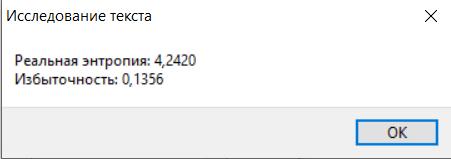 Исследование текста
Реальная энтропия: 4,2420
Избыточность: 0,1356
OK